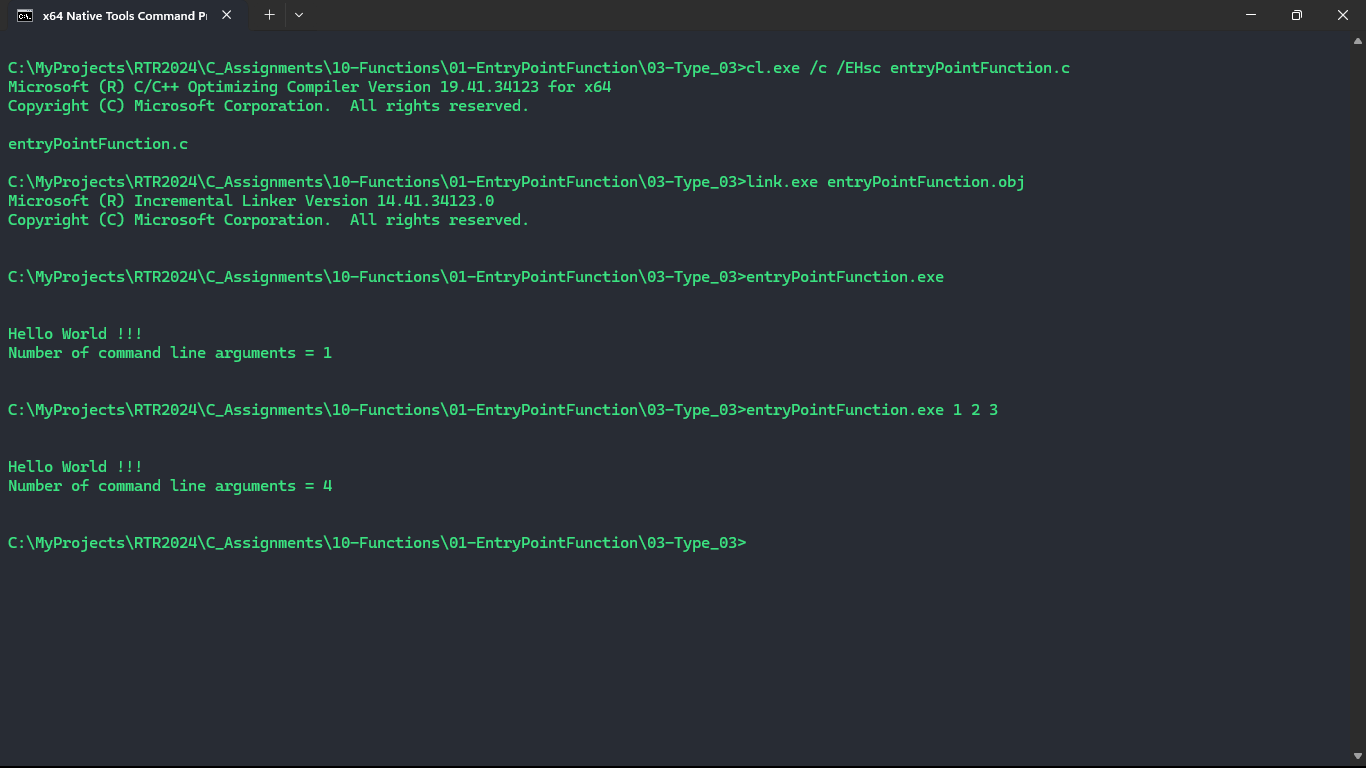 x64 Native Tools Command P
C:\MyProjects\RTR2024\C_Assignments\10-Functions\01-EntryPointFunction\03-Type_03>cl.exe /c /EHsc entryPointFunction.c
Microsoft (R) C/C++ Optimizing Compiler Version 19.41.34123 for x64
Copyright (C) Microsoft Corporation.  All rights reserved.
entryPointFunction.c
C:\MyProjects\RTR2024\C_Assignments\10-Functions\01-EntryPointFunction\03-Type_03>link.exe entryPointFunction.obj
Microsoft (R) Incremental Linker Version 14.41.34123.0
Copyright (C) Microsoft Corporation.  All rights reserved.
C:\MyProjects\RTR2024\C_Assignments\10-Functions\01-EntryPointFunction\03-Type_03>entryPointFunction.exe
Hello World !!!
Number of command line arguments = 1
C:\MyProjects\RTR2024\C_Assignments\10-Functions\01-EntryPointFunction\03-Type_03>entryPointFunction.exe 1 2 3
Hello World !!!
Number of command line arguments = 4
C:\MyProjects\RTR2024\C_Assignments\10-Functions\01-EntryPointFunction\03-Type_03>